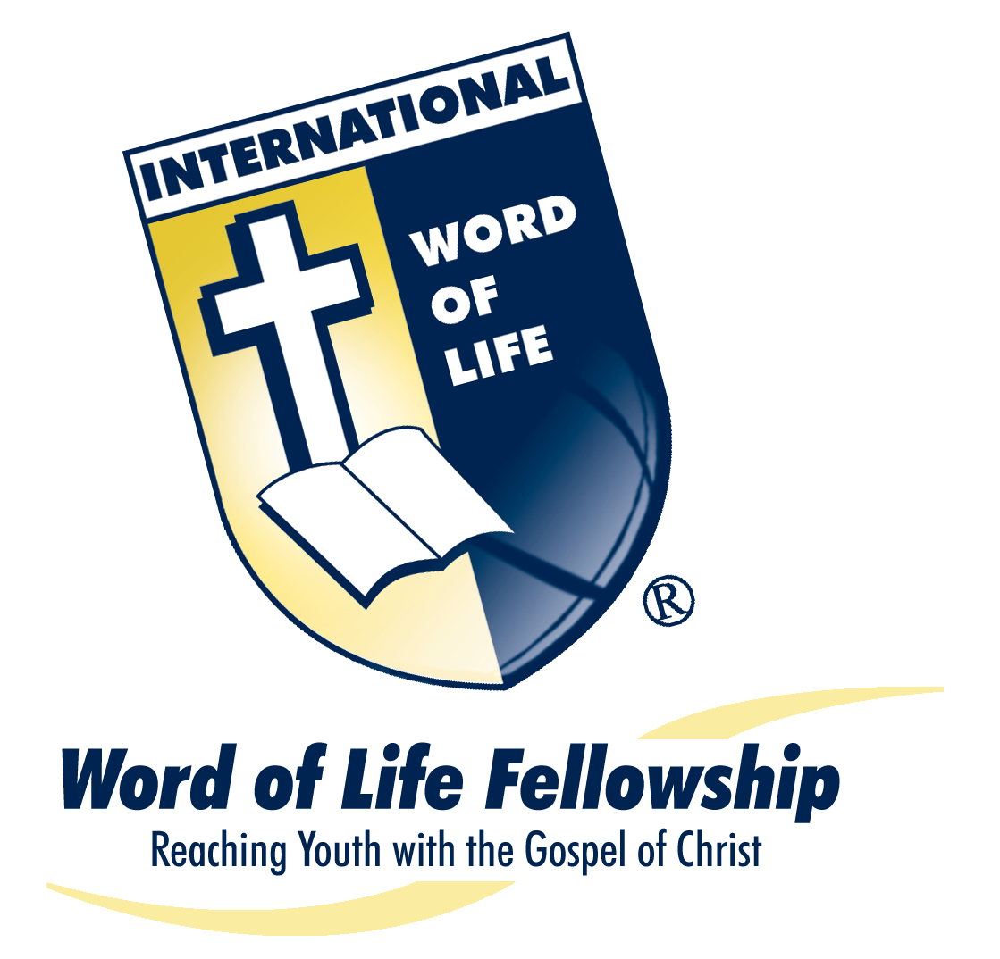 INTERNATIONAL
WORD
OF
LIFE
®
Word of Life Fellowship
Reaching Youth with the Gospel of Christ